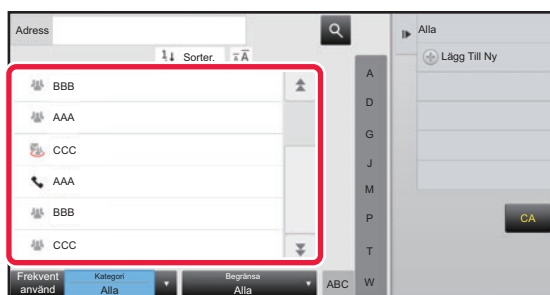 Adress
Sorter.
BBB
AAA
CCC
AAA
BBB
CCC
Frekvent
använd
Kategori
Alla
Begränsa
Alla
ABC
A
D
G
J
M
P
T
W
Alla
Lägg Till Ny
CA